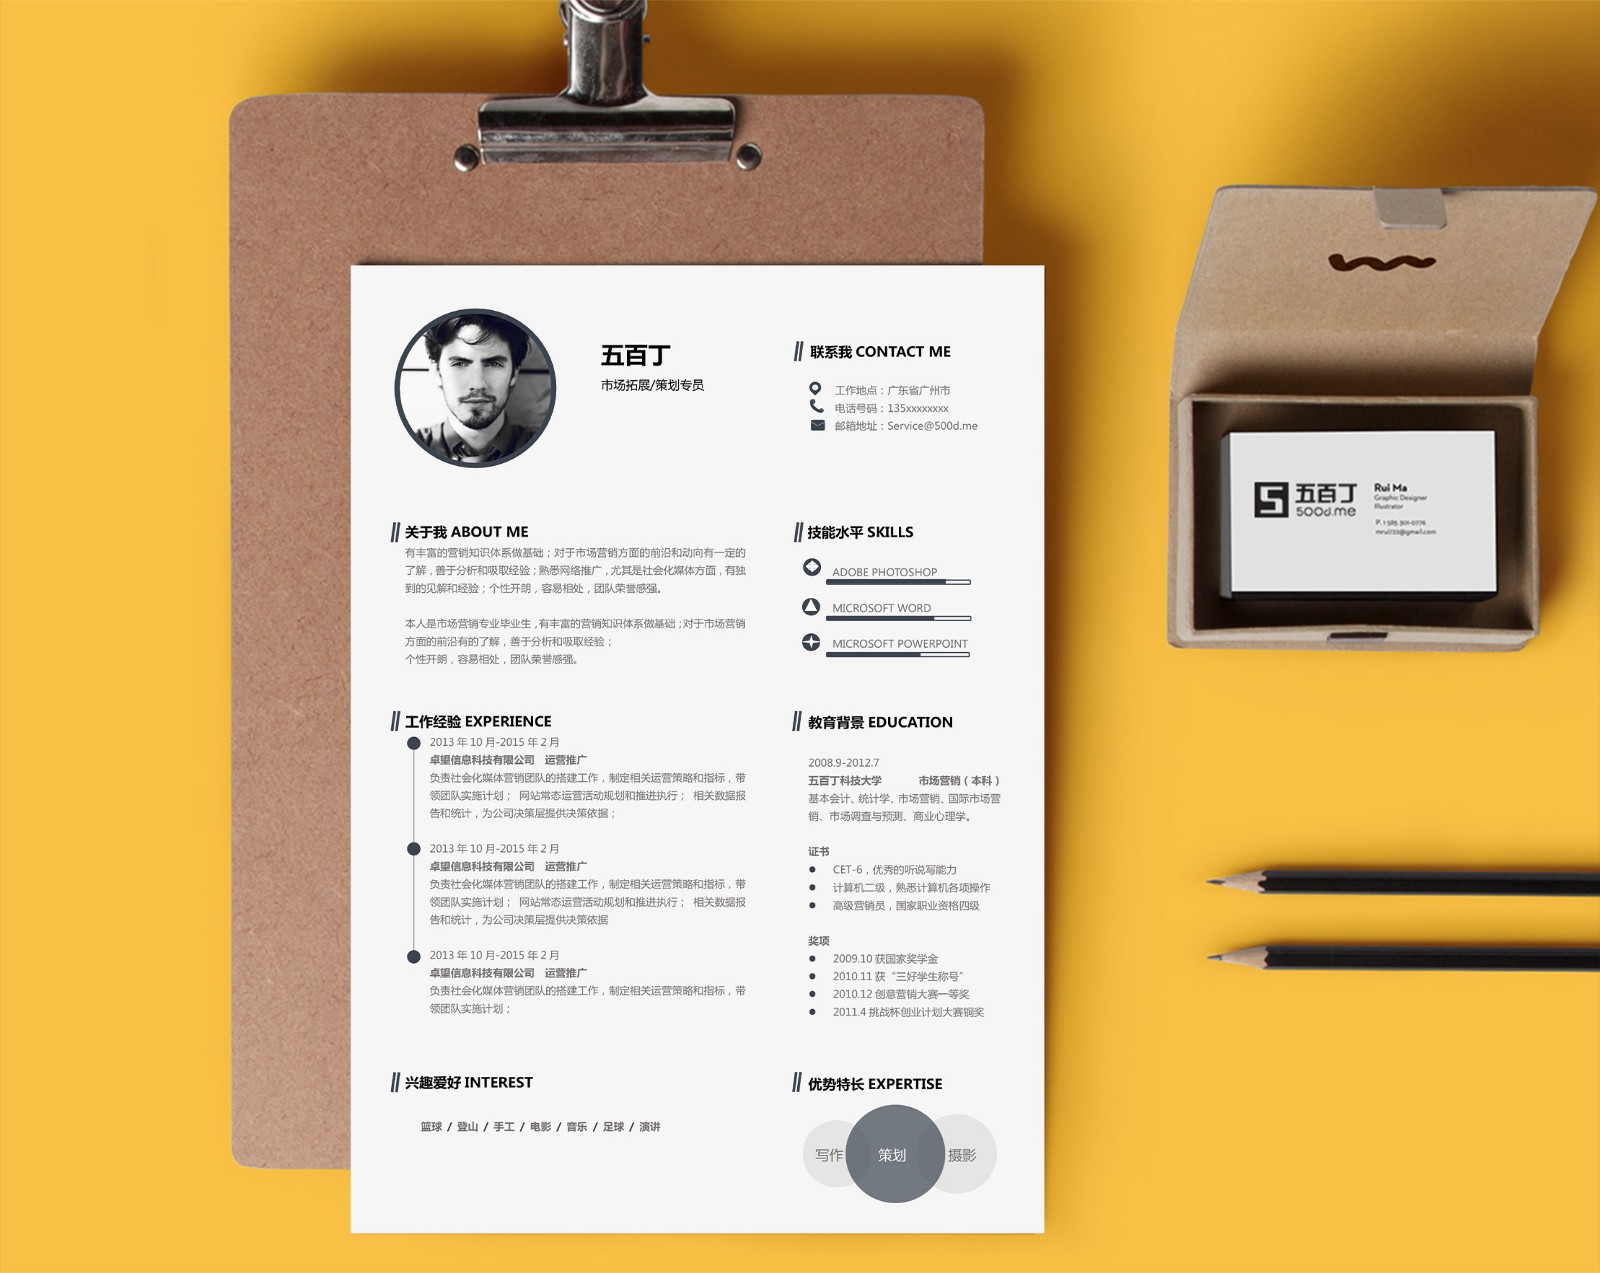 五百丁
市场拓展/策划专员
联系我 CONTACT ME
工作地点：广东省广州市
电话号码：135xxxxxxxx
邮箱地址：Service@500d.me
关于我 ABOUT ME
有丰富的营销知识体系做基础；对于市场营销方面的前沿和动向有一定的
了解，善于分析和吸取经验；熟悉网络推广，尤其是社会化媒体方面，有独
到的见解和经验；个性开朗，容易相处，团队荣誉感强。
本人是市场营销专业毕业生，有丰富的营销知识体系做基础；对于市场营销
方面的前沿有的了解，善于分析和吸取经验；
个性开朗，容易相处，团队荣誉感强。
技能水平 SKILLS
ADOBE PHOTOSHOP
MICROSOFT WORD
MICROSOFT POWERPOINT
工作经验 EXPERIENCE
2013 年 10 月-2015 年 2 月
卓望信息科技有限公司 运营推广
负责社会化媒体营销团队的搭建工作，制定相关运营策略和指标，带
领团队实施计划； 网站常态运营活动规划和推进执行； 相关数据报
告和统计，为公司决策层提供决策依据；
2013 年 10 月-2015 年 2 月
卓望信息科技有限公司 运营推广
负责社会化媒体营销团队的搭建工作，制定相关运营策略和指标，带
领团队实施计划； 网站常态运营活动规划和推进执行； 相关数据报
告和统计，为公司决策层提供决策依据
2013 年 10 月-2015 年 2 月
卓望信息科技有限公司 运营推广
负责社会化媒体营销团队的搭建工作，制定相关运营策略和指标，带
领团队实施计划；
教育背景 EDUCATION
2008.9-2012.7
五百丁科技大学 市场营销（本科）
基本会计、统计学、市场营销、国际市场营
销、市场调查与预测、商业心理学。
证书
CET-6，优秀的听说写能力
计算机二级，熟悉计算机各项操作
高级营销员，国家职业资格四级
奖项
2009.10 获国家奖学金
2010.11 获“三好学生称号”
2010.12 创意营销大赛一等奖
2011.4 挑战杯创业计划大赛铜奖
兴趣爱好 INTEREST
篮球 / 登山 / 手工 / 电影 / 音乐 / 足球 / 演讲
优势特长 EXPERTISE
写作
策划
摄影
五百丁
500d.me
Rui Ma
Graphic Designer
Illustrator
P. 1 585 301-0776
mrui722@gmail.com